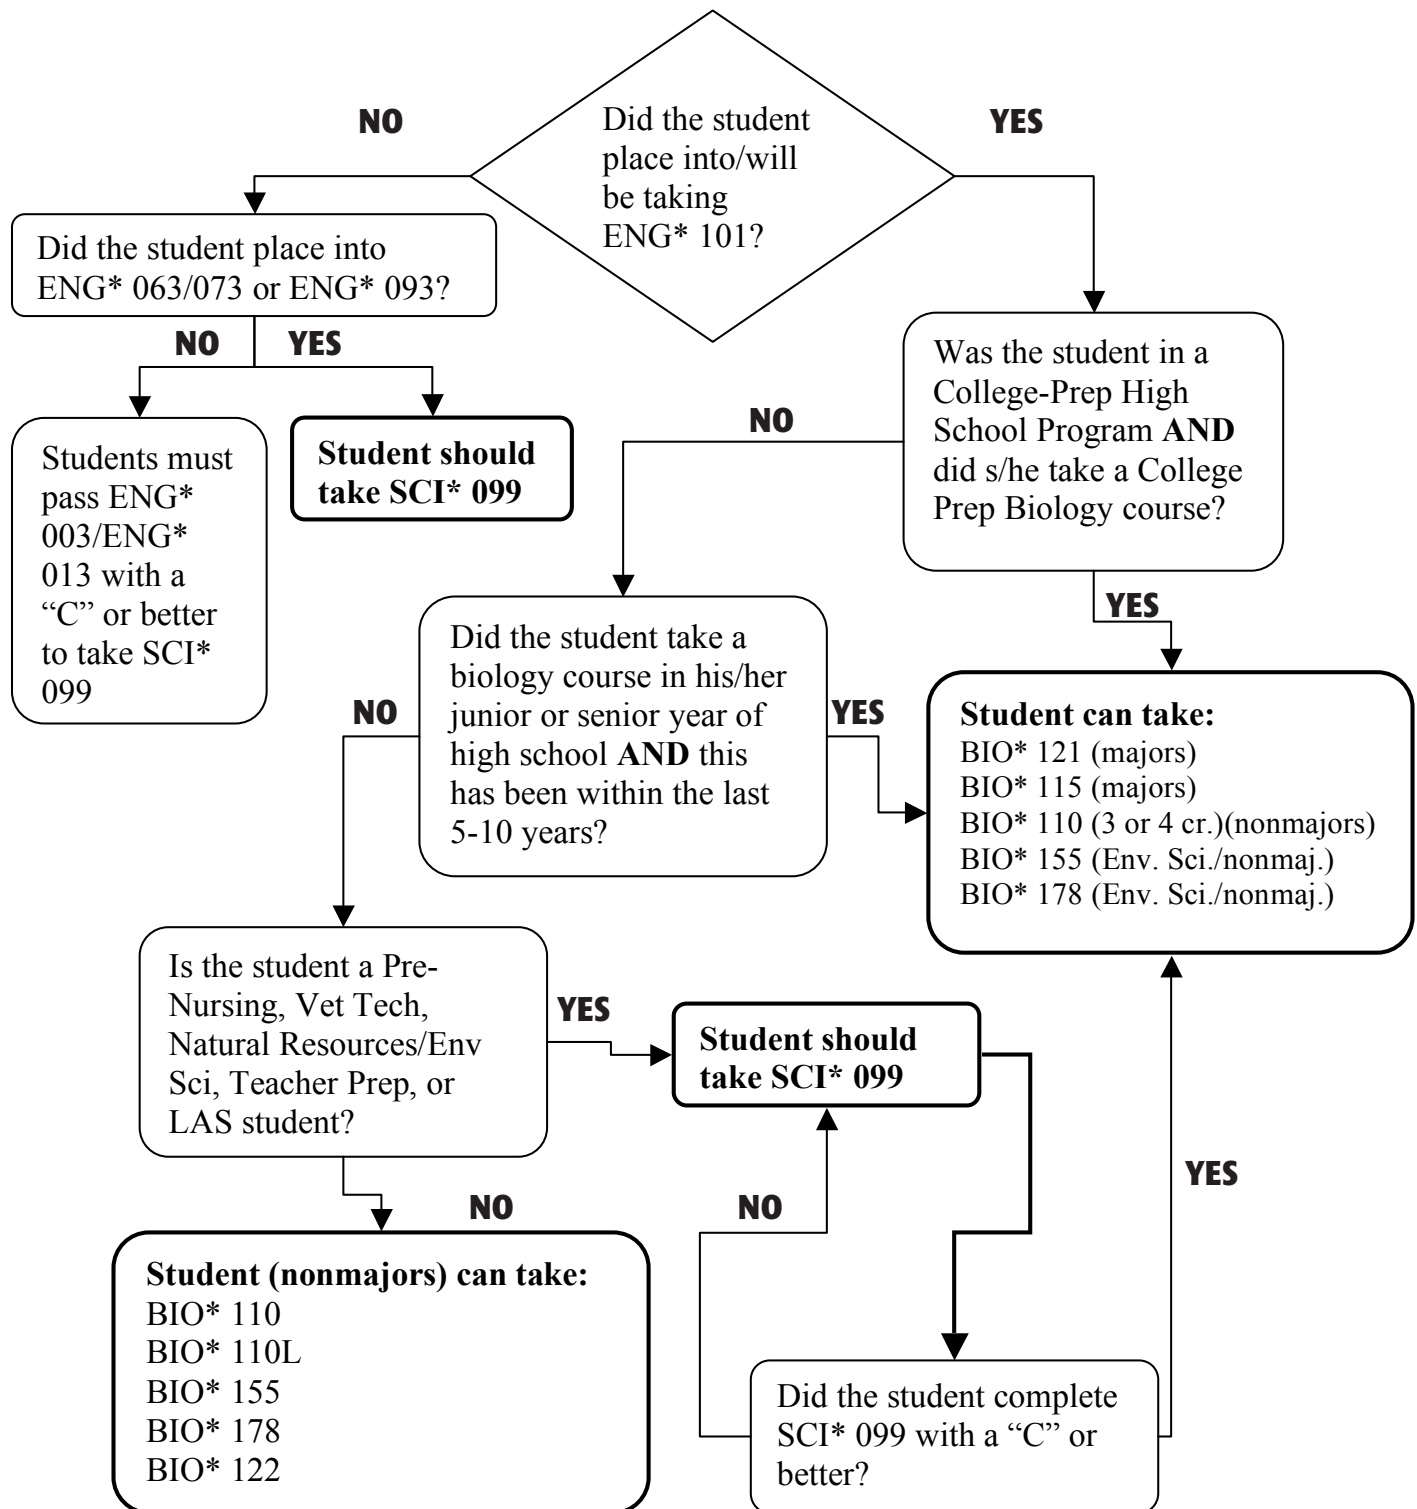 Did the student
place into/will
be taking
ENG* 101?
NO
YES
Did the student place into
ENG* 063/073 or ENG* 093?
NO
YES
Students must
pass ENG*
003/ENG*
013 with a
“C” or better
to take SCI*
099
Student should
take SCI* 099
Was the student in a
College-Prep High
School Program AND
did s/he take a College
Prep Biology course?
NO
YES
Did the student take a
biology course in his/her
junior or senior year of
high school AND this
has been within the last
5-10 years?
NO
YES
Student can take:
BIO* 121 (majors)
BIO* 115 (majors)
BIO* 110 (3 or 4 cr.)(nonmajors)
BIO* 155 (Env. Sci./nonmaj.)
BIO* 178 (Env. Sci./nonmaj.)
Is the student a Pre-
Nursing, Vet Tech,
Natural Resources/Env
Sci, Teacher Prep, or
LAS student?
YES
NO
Student should
take SCI* 099
Student (nonmajors) can take:
BIO* 110
BIO* 110L
BIO* 155
BIO* 178
BIO* 122
Did the student complete
SCI* 099 with a “C” or
better?
NO
YES